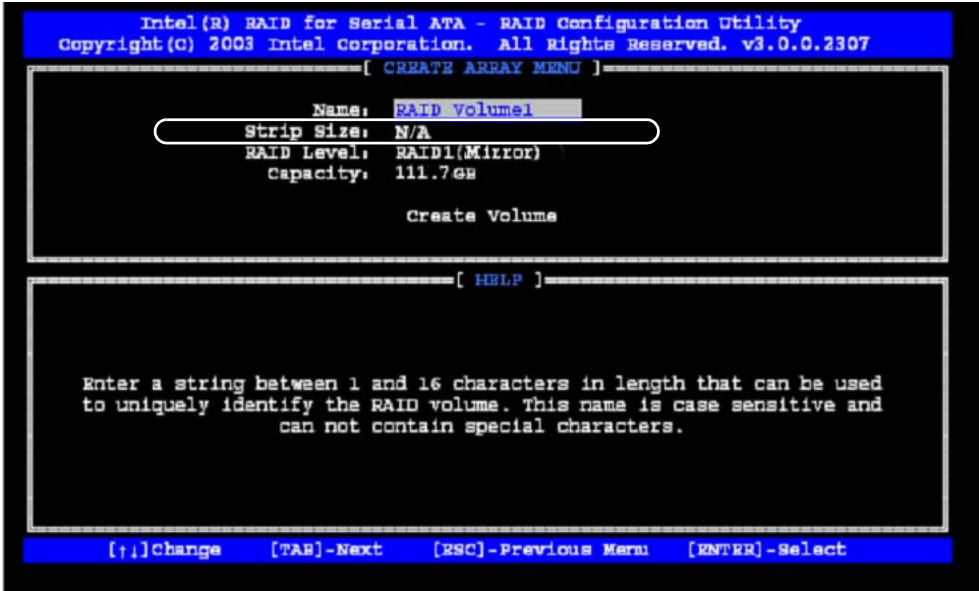 Intel(R) RAID for Serial ATA - RAID Configuration Utility
Copyright(C) 2003 Intel Corporation. All Rights Reserved. v3.0.0.2307
[ CREATE ARRAY MENU ]
Name: RAID Volume1
Strip Size: N/A
RAID Level: RAID1(Mirror)
Capacity: 111.7GB
Create Volume
[ HELP ]
Enter a string between 1 and 16 characters in length that can be used
to uniquely identify the RAID volume. This name is case sensitive and
can not contain special characters.
[↑↓]Change [TAB]-Next [ESC]-Previous Menu [ENTER]-Select